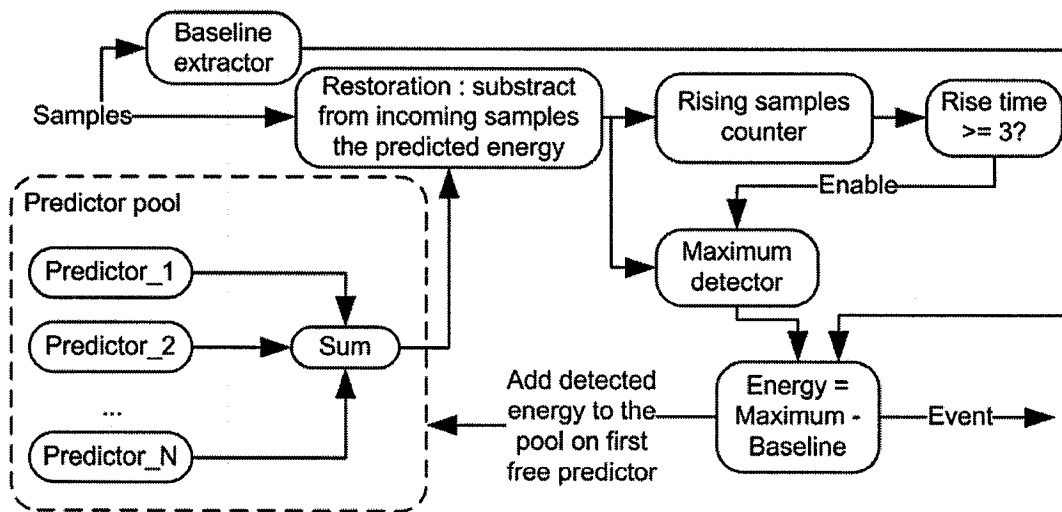 Baseline
extractor
Samples
Restoration : substract
from incoming samples
the predicted energy
Rising samples
counter
Rise time
>= 3?
Enable
Predictor pool
Predictor_1
Predictor_2
...
Predictor_N
Sum
Maximum
detector
Add detected
energy to the
pool on first
free predictor
Energy =
Maximum -
Baseline
Event